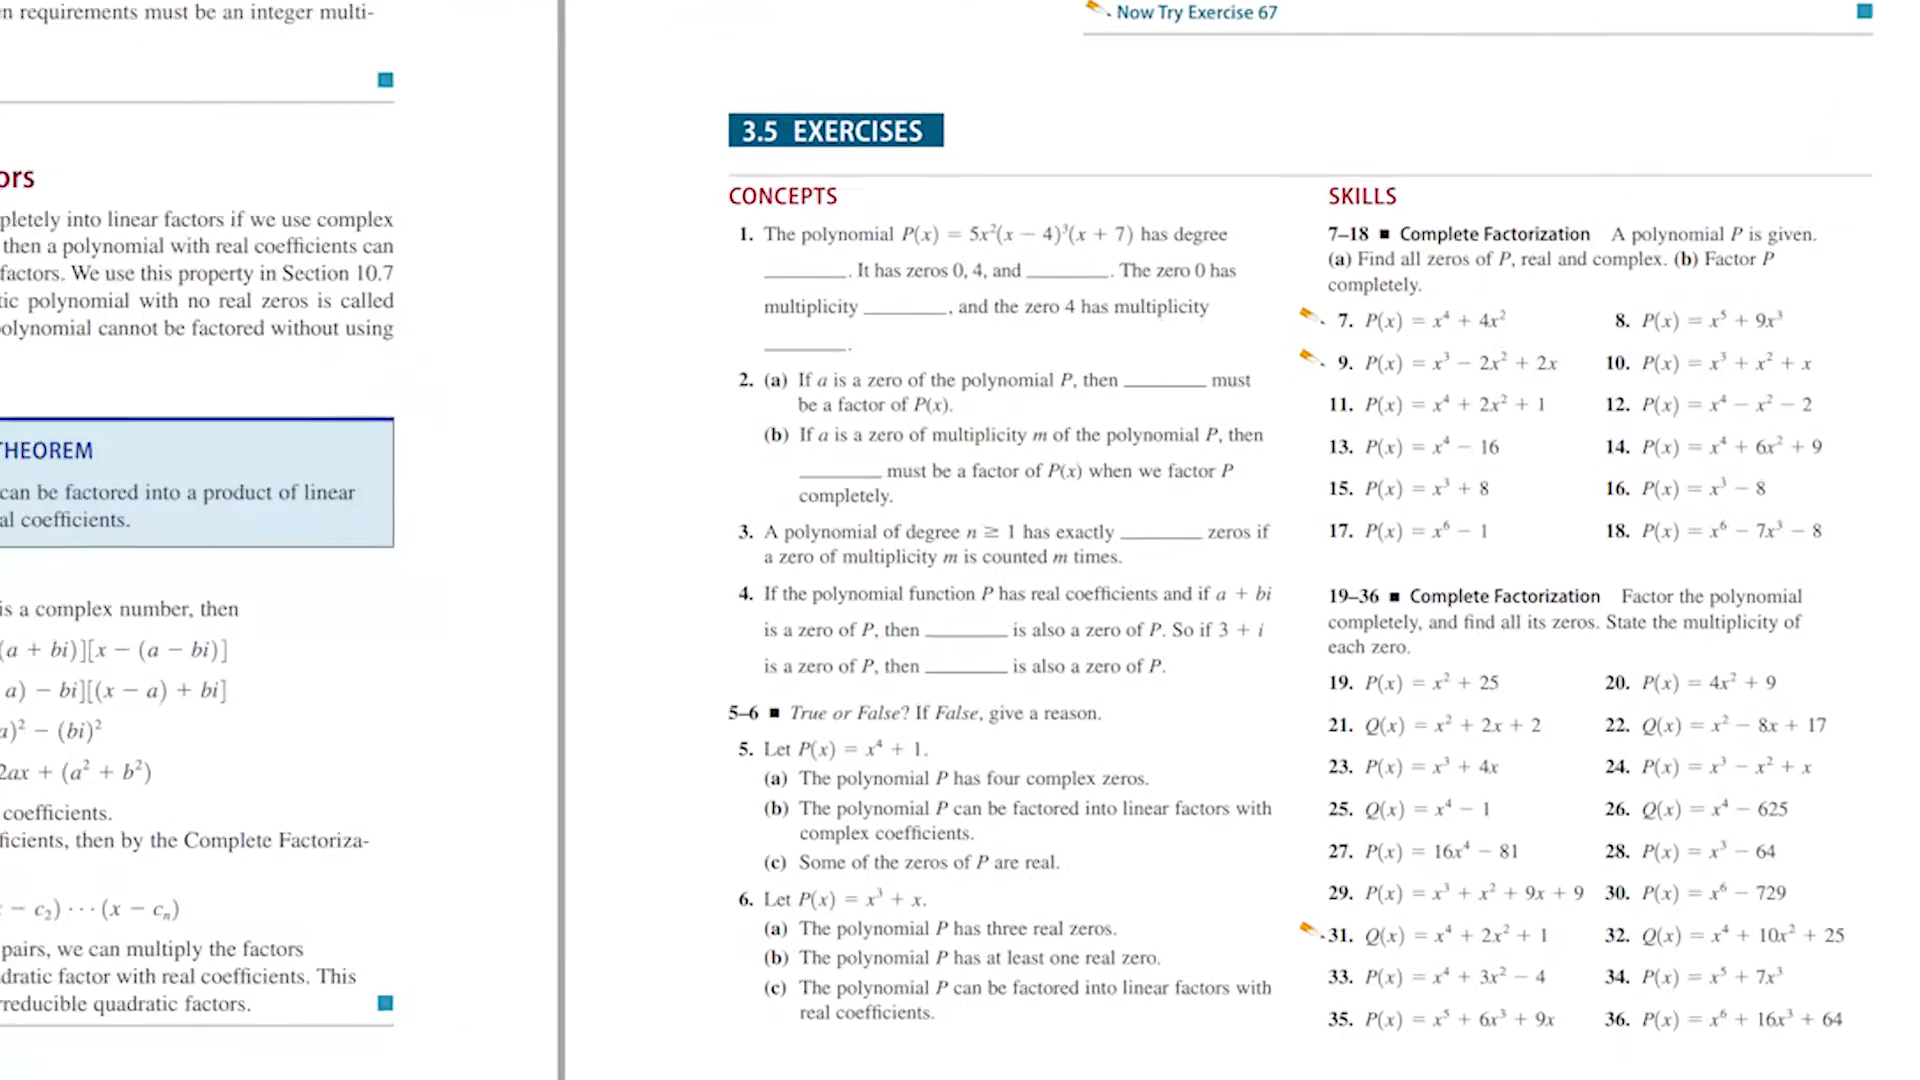 n requirements must be an integer multi-
ors
pletely into linear factors if we use complex
then a polynomial with real coefficients can
factors. We use this property in Section 10.7
tic polynomial with no real zeros is called
olynomial cannot be factored without using
THEOREM
can be factored into a product of linear
al coefficients.
is a complex number, then
(a + bi)][x − (a − bi)]
a) − bi][(x − a) + bi]
a)² − (bi)²
2ax + (a² + b²)
coefficients.
ficients, then by the Complete Factoriza-
− c₂) ··· (x − cₙ)
pairs, we can multiply the factors
dratic factor with real coefficients. This
rreducible quadratic factors.
Now Try Exercise 67
3.5 EXERCISES
CONCEPTS
1. The polynomial P(x) = 5x²(x − 4)³(x + 7) has degree
________. It has zeros 0, 4, and ________. The zero 0 has
multiplicity ________, and the zero 4 has multiplicity
________.
2. (a) If a is a zero of the polynomial P, then ________ must
be a factor of P(x).
(b) If a is a zero of multiplicity m of the polynomial P, then
________ must be a factor of P(x) when we factor P
completely.
3. A polynomial of degree n ≥ 1 has exactly ________ zeros if
a zero of multiplicity m is counted m times.
4. If the polynomial function P has real coefficients and if a + bi
is a zero of P, then ________ is also a zero of P. So if 3 + i
is a zero of P, then ________ is also a zero of P.
5–6 ■ True or False? If False, give a reason.
5. Let P(x) = x⁴ + 1.
(a) The polynomial P has four complex zeros.
(b) The polynomial P can be factored into linear factors with
complex coefficients.
(c) Some of the zeros of P are real.
6. Let P(x) = x³ + x.
(a) The polynomial P has three real zeros.
(b) The polynomial P has at least one real zero.
(c) The polynomial P can be factored into linear factors with
real coefficients.
SKILLS
7–18 ■ Complete Factorization A polynomial P is given.
(a) Find all zeros of P, real and complex. (b) Factor P
completely.
7. P(x) = x⁴ + 4x² 8. P(x) = x⁵ + 9x³
9. P(x) = x³ − 2x² + 2x 10. P(x) = x³ + x² + x
11. P(x) = x⁴ + 2x² + 1 12. P(x) = x⁴ − x² − 2
13. P(x) = x⁴ − 16 14. P(x) = x⁴ + 6x² + 9
15. P(x) = x³ + 8 16. P(x) = x³ − 8
17. P(x) = x⁶ − 1 18. P(x) = x⁶ − 7x³ − 8
19–36 ■ Complete Factorization Factor the polynomial
completely, and find all its zeros. State the multiplicity of
each zero.
19. P(x) = x² + 25 20. P(x) = 4x² + 9
21. Q(x) = x² + 2x + 2 22. Q(x) = x² − 8x + 17
23. P(x) = x³ + 4x 24. P(x) = x³ − x² + x
25. Q(x) = x⁴ − 1 26. Q(x) = x⁴ − 625
27. P(x) = 16x⁴ − 81 28. P(x) = x³ − 64
29. P(x) = x³ + x² + 9x + 9 30. P(x) = x⁶ − 729
31. Q(x) = x⁴ + 2x² + 1 32. Q(x) = x⁴ + 10x² + 25
33. P(x) = x⁴ + 3x² − 4 34. P(x) = x⁵ + 7x³
35. P(x) = x⁵ + 6x³ + 9x 36. P(x) = x⁶ + 16x³ + 64